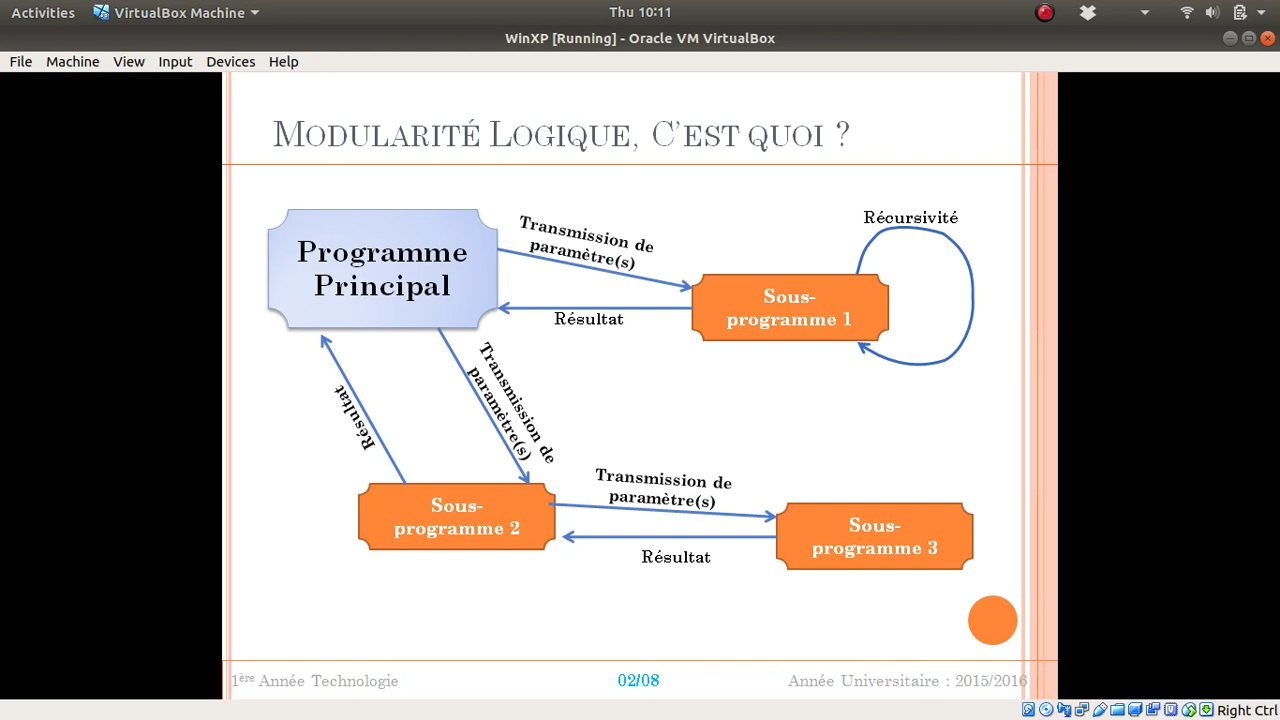 Activities VirtualBox Machine Thu 10:11
WinXP [Running] - Oracle VM VirtualBox
File Machine View Input Devices Help
Modularité Logique, C'est quoi ?
Programme
Principal
Transmission de
paramètre(s)
Résultat
Récursivité
Sous-
programme 1
Transmission de
paramètre(s)
Résultat
Sous-
programme 2
Transmission de
paramètre(s)
Résultat
Sous-
programme 3
1ère Année Technologie 02/08 Année Universitaire : 2015/2016
Right Ctrl